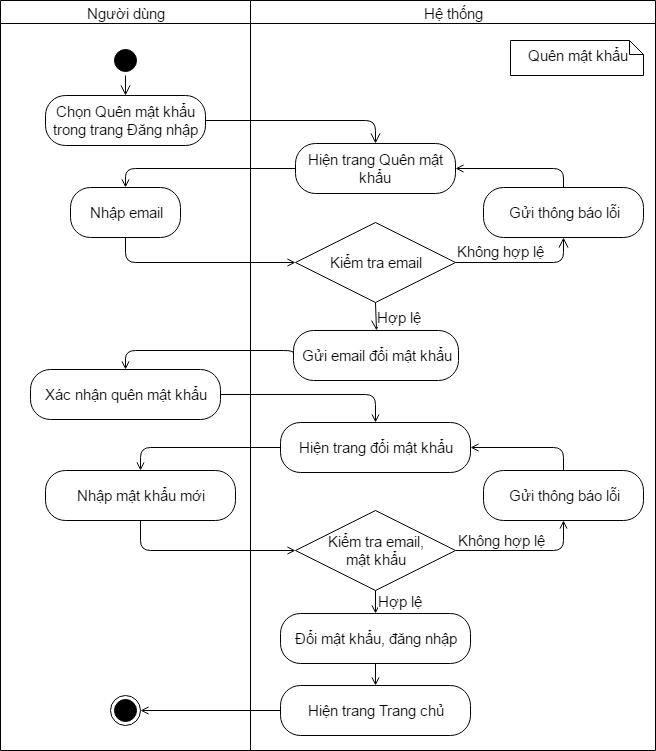 Người dùng
Hệ thống
Quên mật khẩu
Chọn Quên mật khẩu
trong trang Đăng nhập
Hiện trang Quên mật
khẩu
Nhập email
Gửi thông báo lỗi
Kiểm tra email
Không hợp lệ
Hợp lệ
Gửi email đổi mật khẩu
Xác nhận quên mật khẩu
Hiện trang đổi mật khẩu
Nhập mật khẩu mới
Gửi thông báo lỗi
Kiểm tra email,
mật khẩu
Không hợp lệ
Hợp lệ
Đổi mật khẩu, đăng nhập
Hiện trang Trang chủ